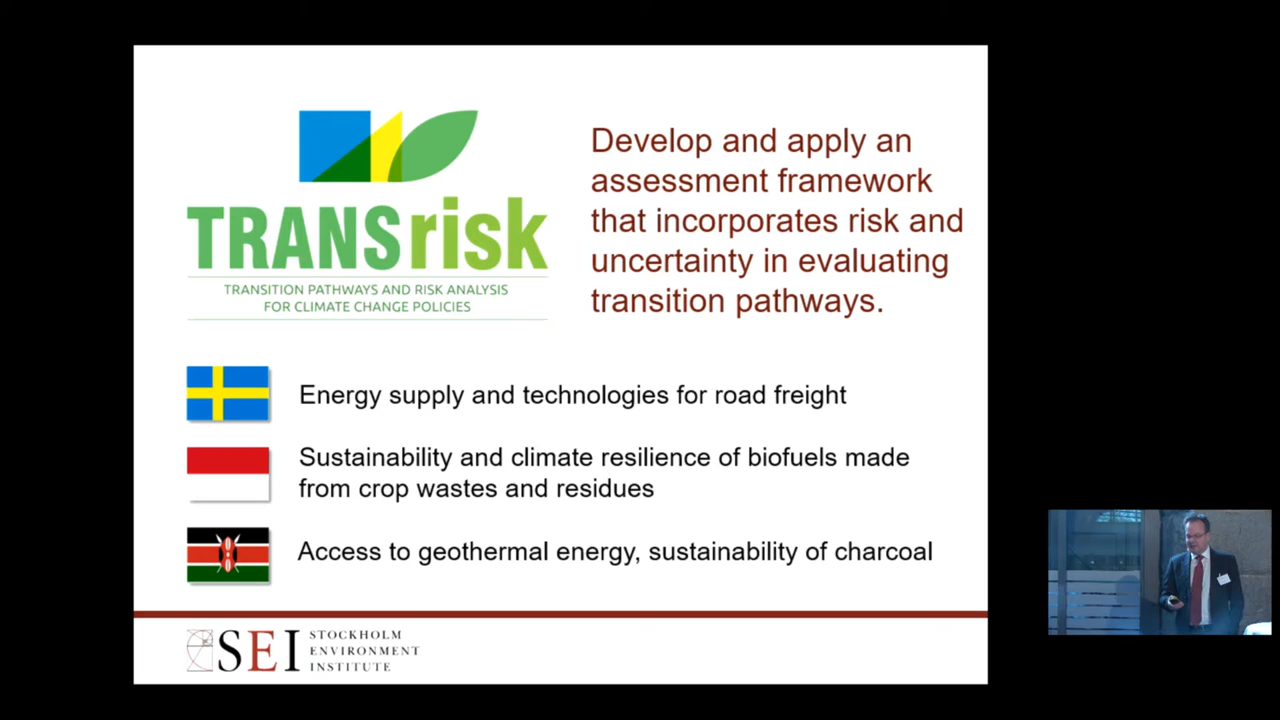 TRANSrisk
TRANSITION PATHWAYS AND RISK ANALYSIS
FOR CLIMATE CHANGE POLICIES
Develop and apply an
assessment framework
that incorporates risk and
uncertainty in evaluating
transition pathways.
Energy supply and technologies for road freight
Sustainability and climate resilience of biofuels made
from crop wastes and residues
Access to geothermal energy, sustainability of charcoal
SEI
STOCKHOLM
ENVIRONMENT
INSTITUTE